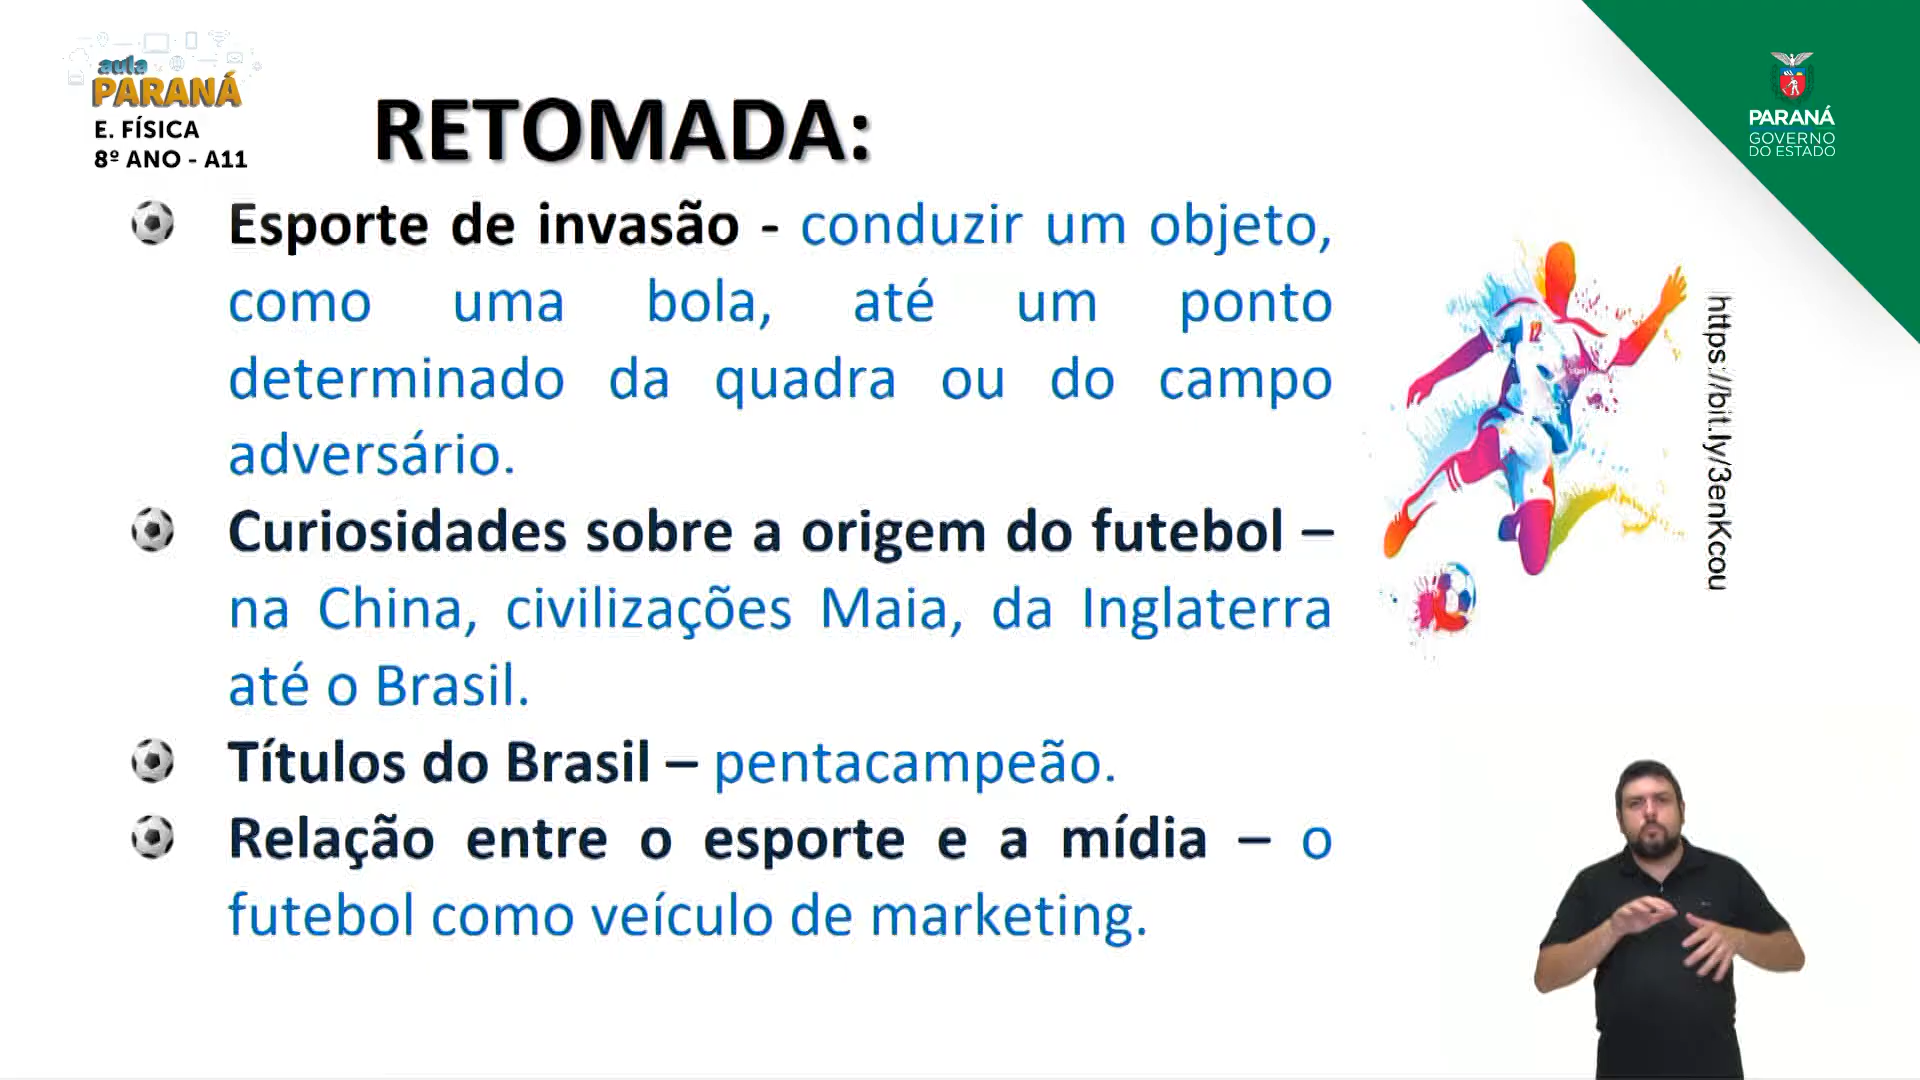 aula
PARANÁ
E. FÍSICA
8º ANO - A11
RETOMADA:
PARANÁ
GOVERNO
DO ESTADO
Esporte de invasão - conduzir um objeto,
como uma bola, até um ponto
determinado da quadra ou do campo
adversário.
Curiosidades sobre a origem do futebol –
na China, civilizações Maia, da Inglaterra
até o Brasil.
Títulos do Brasil – pentacampeão.
Relação entre o esporte e a mídia – o
futebol como veículo de marketing.
12
https://bit.ly/3enKcou